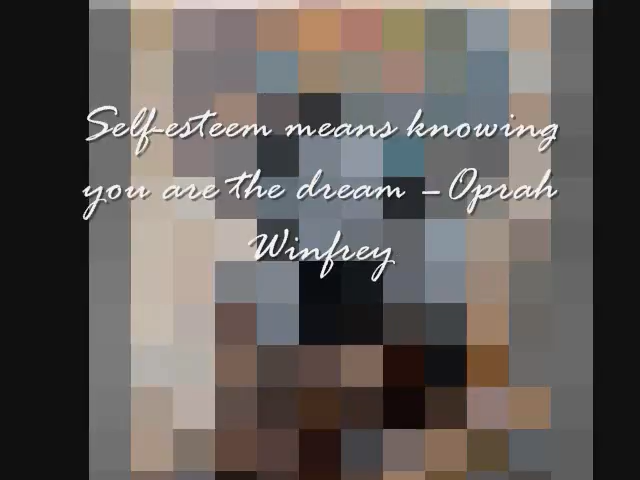 Self-esteem means knowing
you are the dream – Oprah
Winfrey